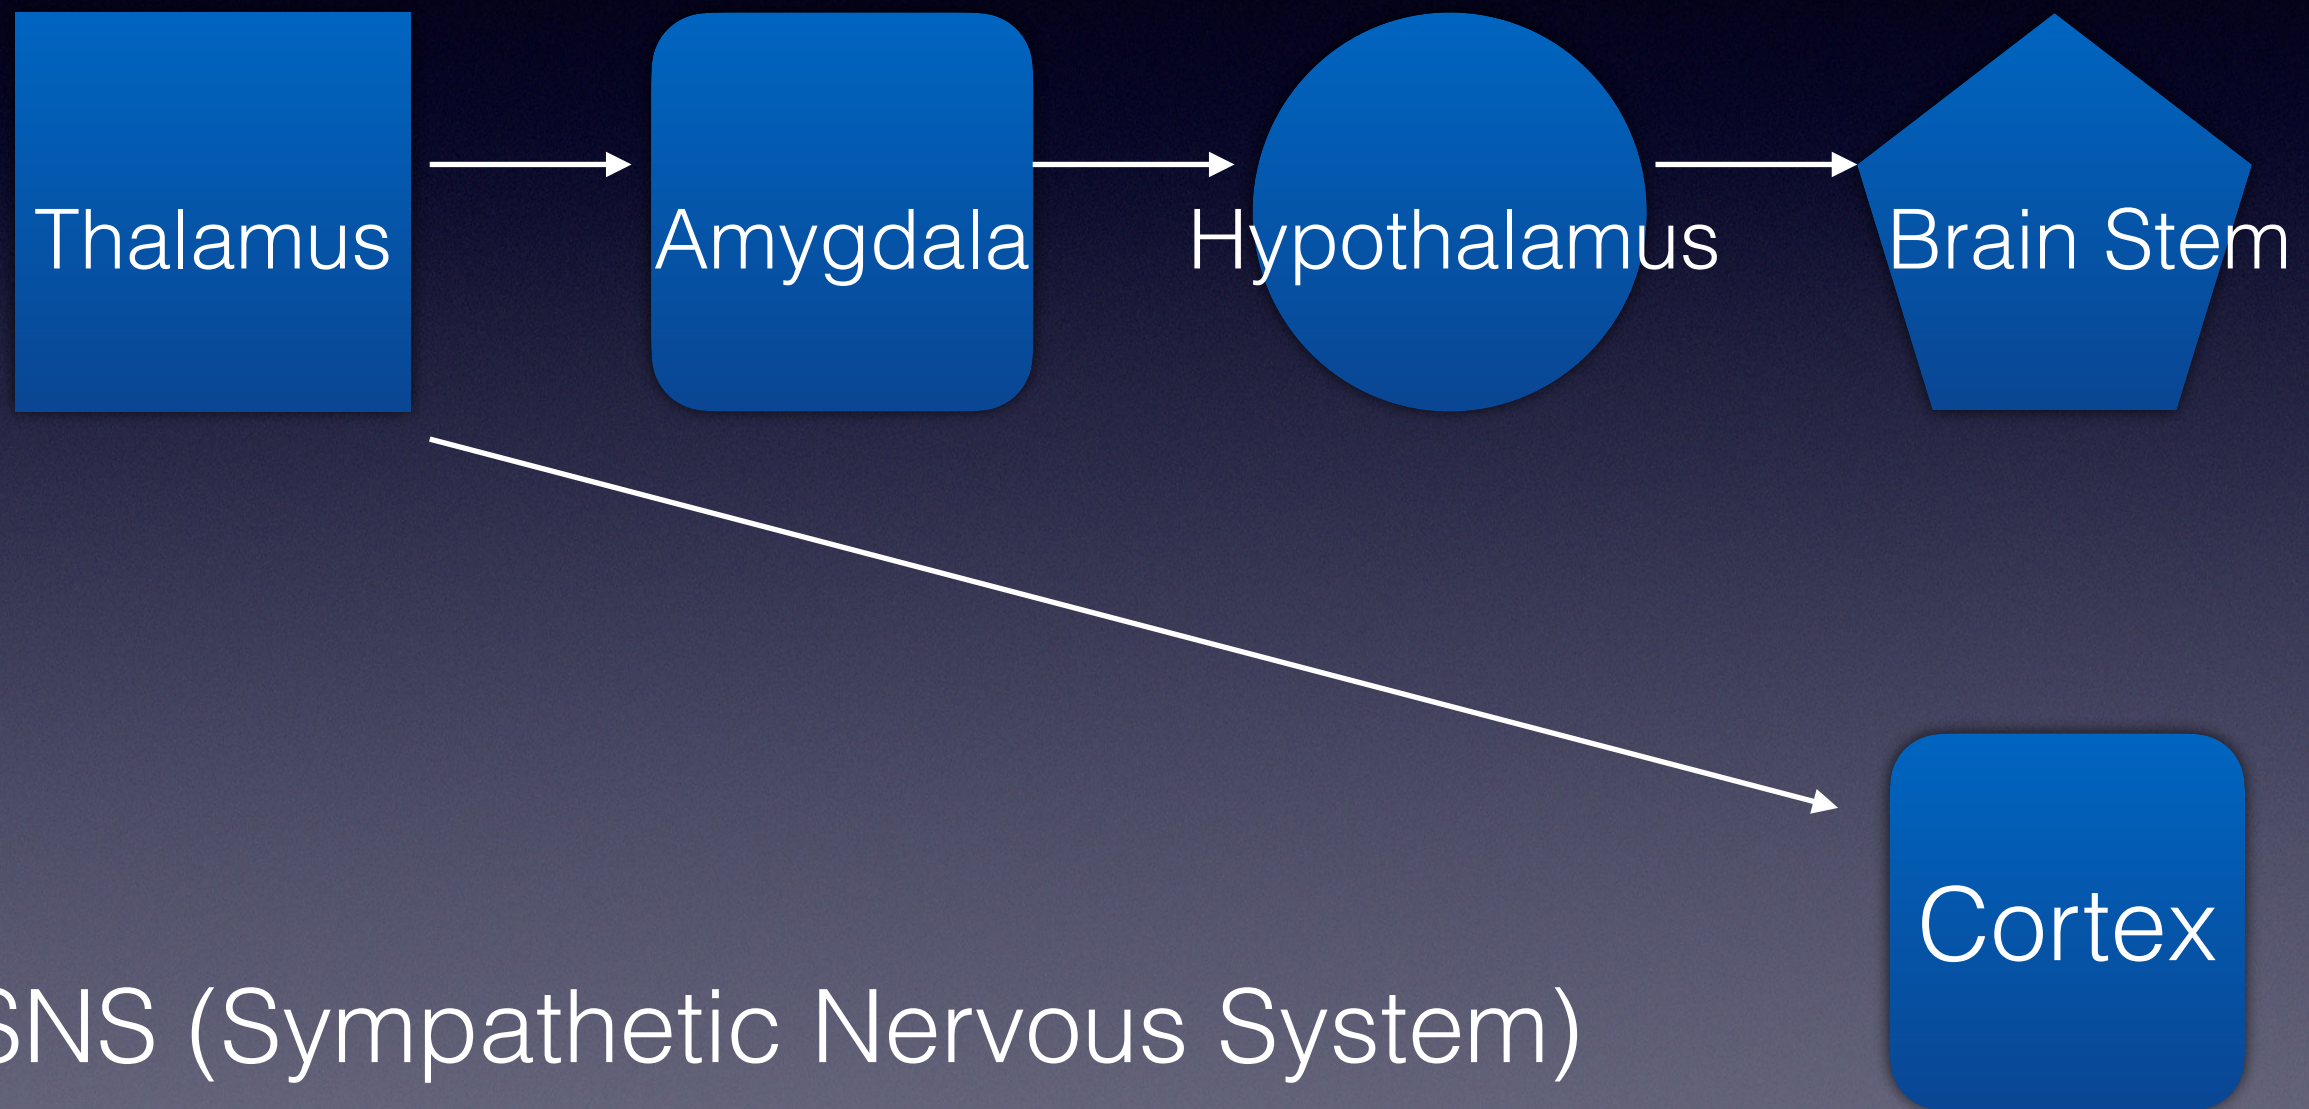 Thalamus
Amygdala
Hypothalamus
Brain Stem
Cortex
SNS (Sympathetic Nervous System)